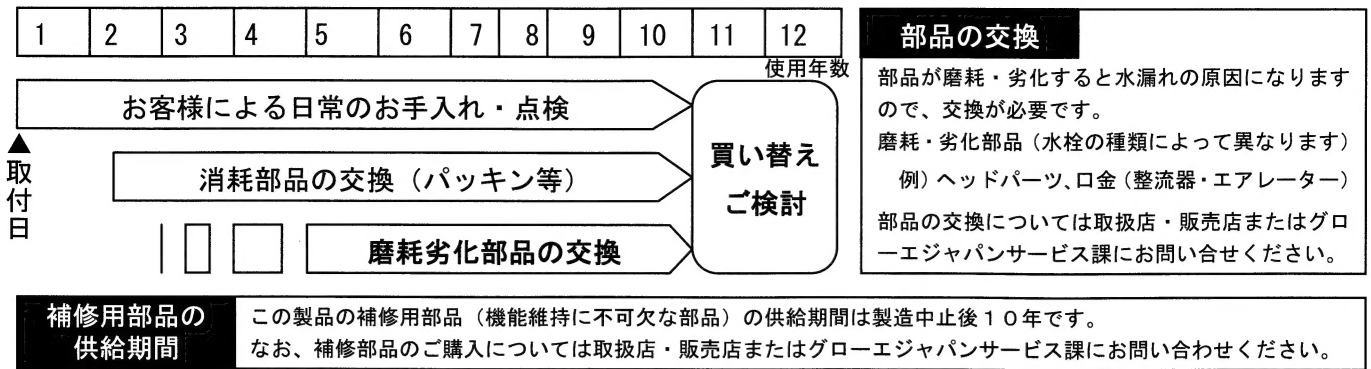 1 2 3 4 5 6 7 8 9 10 11 12
使用年数
お客様による日常のお手入れ・点検
▲取付日
消耗部品の交換（パッキン等）
磨耗劣化部品の交換
買い替え
ご検討
部品の交換
部品が磨耗・劣化すると水漏れの原因になります
ので、交換が必要です。
磨耗・劣化部品（水栓の種類によって異なります）
例）ヘッドパーツ、口金（整流器・エアレーター）
部品の交換については取扱店・販売店またはグロ
ーエジャパンサービス課にお問い合せください。
補修用部品の
供給期間
この製品の補修用部品（機能維持に不可欠な部品）の供給期間は製造中止後１０年です。
なお、補修部品のご購入については取扱店・販売店またはグローエジャパンサービス課にお問い合わせください。